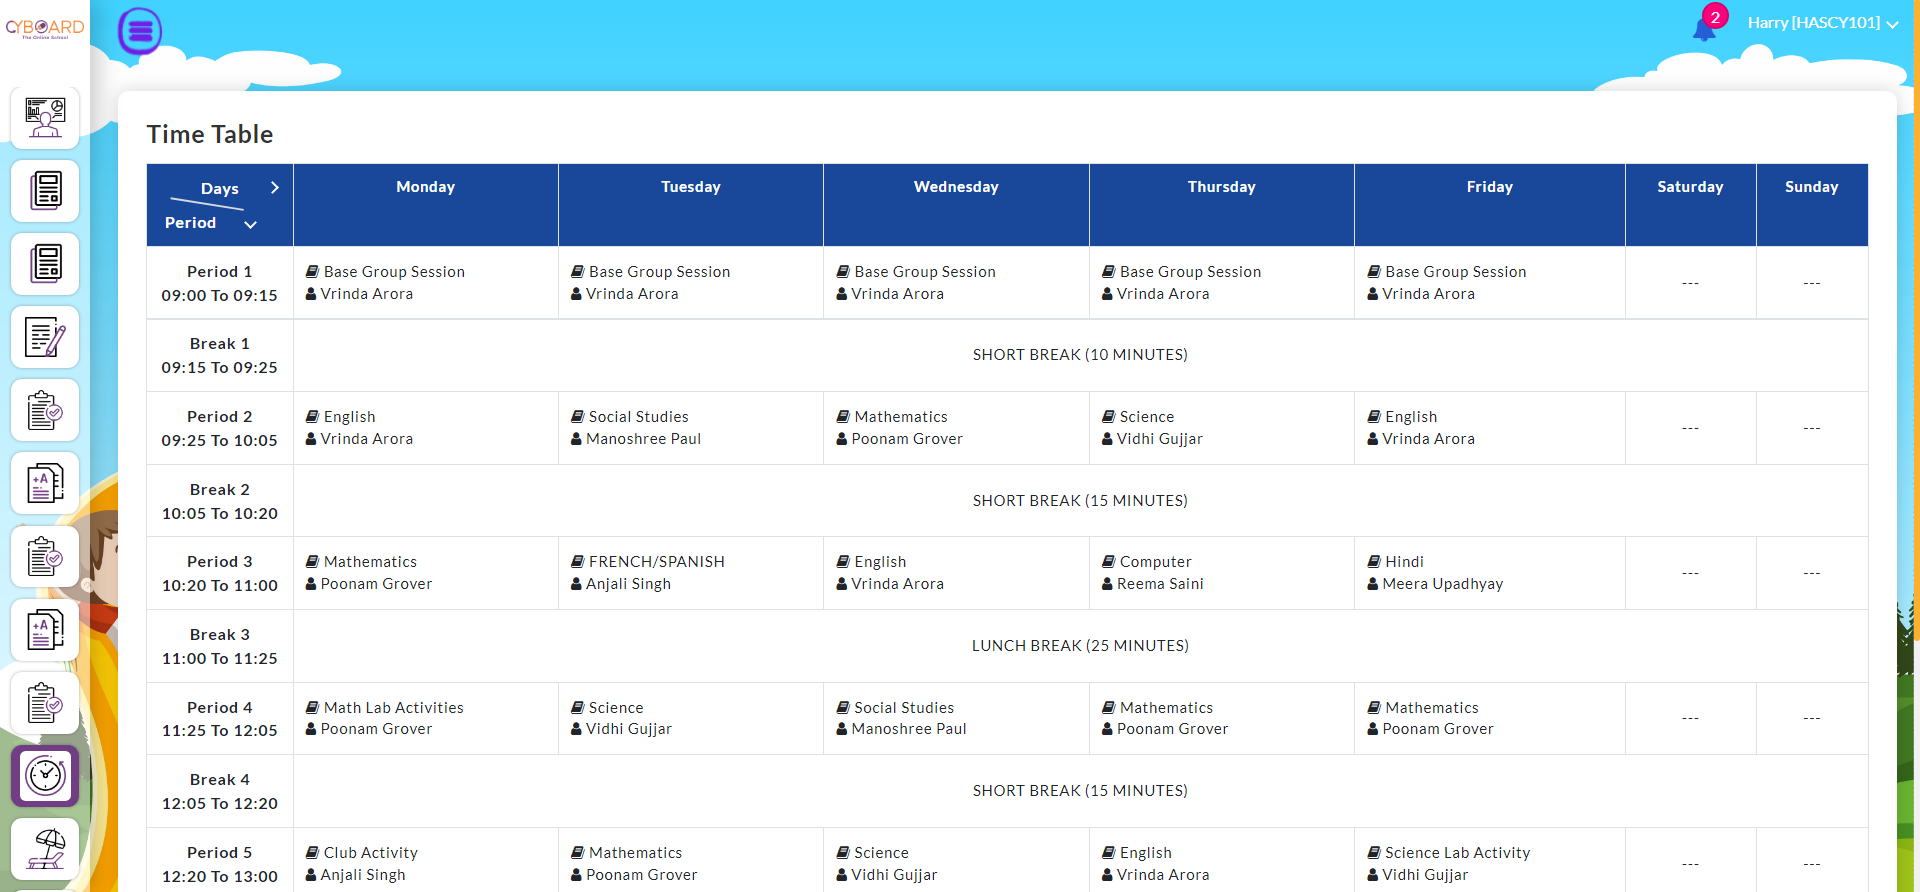 CYBOARD
The Online School
2
Harry [HASCY101]
Time Table
Days
Period
Monday
Tuesday
Wednesday
Thursday
Friday
Saturday
Sunday
Period 1
09:00 To 09:15
Base Group Session
Vrinda Arora
Base Group Session
Vrinda Arora
Base Group Session
Vrinda Arora
Base Group Session
Vrinda Arora
Base Group Session
Vrinda Arora
---
---
Break 1
09:15 To 09:25
SHORT BREAK (10 MINUTES)
Period 2
09:25 To 10:05
English
Vrinda Arora
Social Studies
Manoshree Paul
Mathematics
Poonam Grover
Science
Vidhi Gujjar
English
Vrinda Arora
---
---
Break 2
10:05 To 10:20
SHORT BREAK (15 MINUTES)
Period 3
10:20 To 11:00
Mathematics
Poonam Grover
FRENCH/SPANISH
Anjali Singh
English
Vrinda Arora
Computer
Reema Saini
Hindi
Meera Upadhyay
---
---
Break 3
11:00 To 11:25
LUNCH BREAK (25 MINUTES)
Period 4
11:25 To 12:05
Math Lab Activities
Poonam Grover
Science
Vidhi Gujjar
Social Studies
Manoshree Paul
Mathematics
Poonam Grover
Mathematics
Poonam Grover
---
---
Break 4
12:05 To 12:20
SHORT BREAK (15 MINUTES)
Period 5
12:20 To 13:00
Club Activity
Anjali Singh
Mathematics
Poonam Grover
Science
Vidhi Gujjar
English
Vrinda Arora
Science Lab Activity
Vidhi Gujjar
---
---
+A
+A